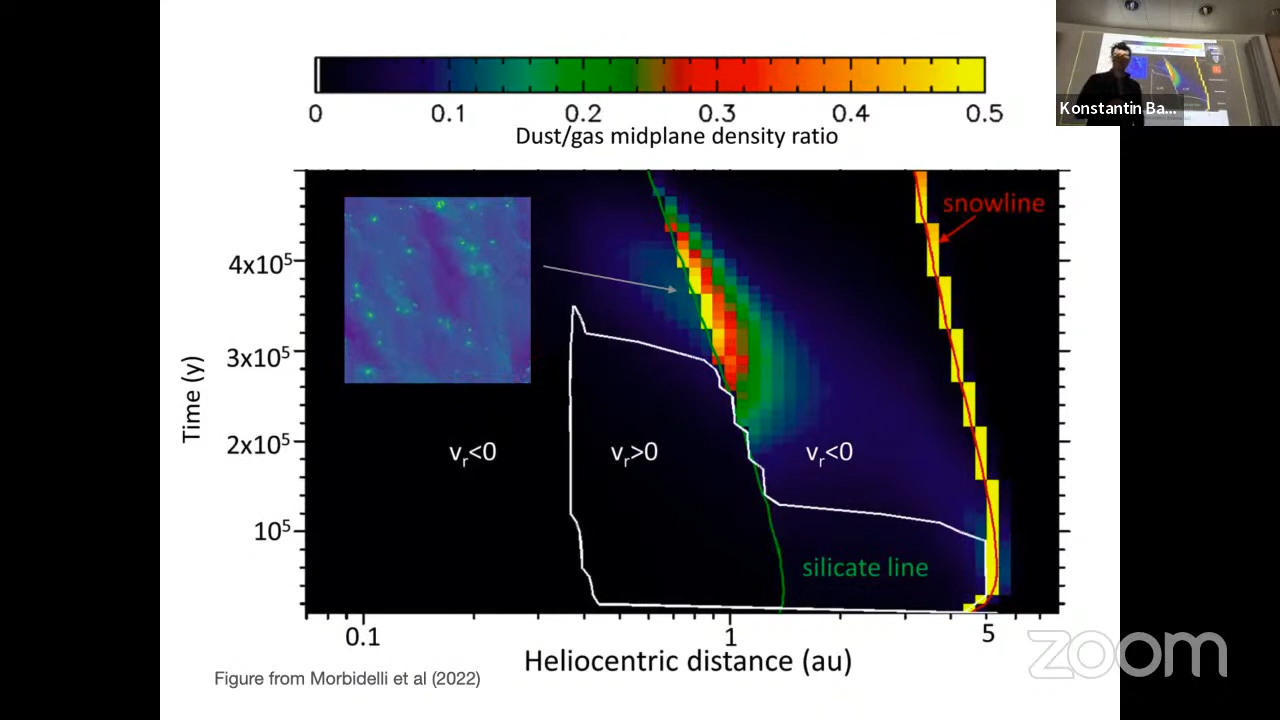 Konstantin Ba...
0 0.1 0.2 0.3 0.4 0.5
Dust/gas midplane density ratio
snowline
4x10⁵
3x10⁵
2x10⁵
10⁵
Time (y)
vᵣ<0 vᵣ>0 vᵣ<0
silicate line
0.1 1 5
Heliocentric distance (au)
Figure from Morbidelli et al (2022)
zoom